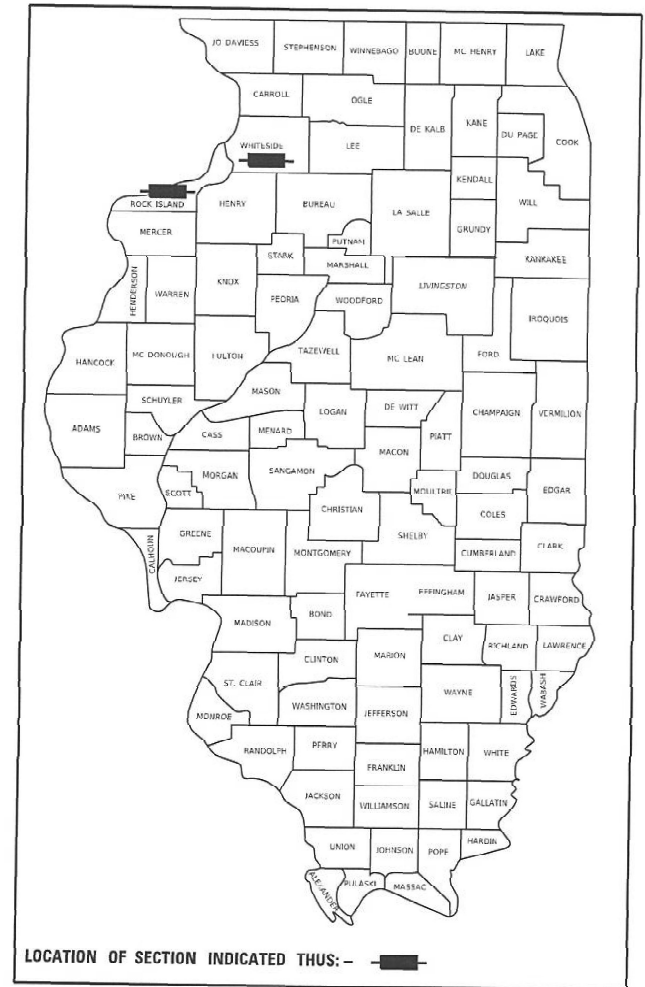 JO DAVIESS STEPHENSON WINNEBAGO BOONE MC HENRY LAKE
CARROLL OGLE
DE KALB KANE DU PAGE COOK
WHITESIDE LEE
KENDALL
ROCK ISLAND HENRY BUREAU LA SALLE WILL
MERCER PUTNAM GRUNDY
STARK MARSHALL KANKAKEE
HENDERSON WARREN KNOX PEORIA WOODFORD LIVINGSTON
IROQUOIS
HANCOCK MC DONOUGH FULTON TAZEWELL MC LEAN FORD
MASON
SCHUYLER LOGAN DE WITT CHAMPAIGN VERMILION
ADAMS BROWN CASS MENARD PIATT
MACON
MORGAN SANGAMON DOUGLAS
PIKE SCOTT MOULTRIE EDGAR
CHRISTIAN COLES
GREENE SHELBY
CALHOUN MACOUPIN MONTGOMERY CUMBERLAND CLARK
JERSEY
FAYETTE EFFINGHAM JASPER CRAWFORD
MADISON BOND
CLAY RICHLAND LAWRENCE
CLINTON MARION
ST. CLAIR WAYNE EDWARDS WABASH
WASHINGTON JEFFERSON
MONROE
RANDOLPH PERRY HAMILTON WHITE
FRANKLIN
JACKSON WILLIAMSON SALINE GALLATIN
UNION JOHNSON POPE HARDIN
ALEXANDER PULASKI MASSAC
LOCATION OF SECTION INDICATED THUS: –